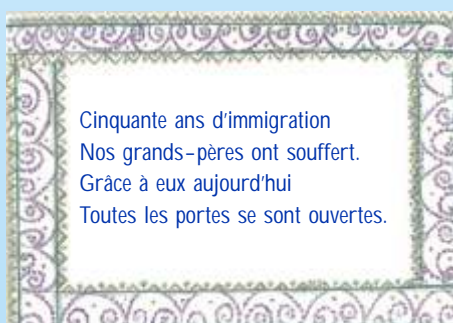 Cinquante ans d'immigration
Nos grands-pères ont souffert.
Grâce à eux aujourd'hui
Toutes les portes se sont ouvertes.